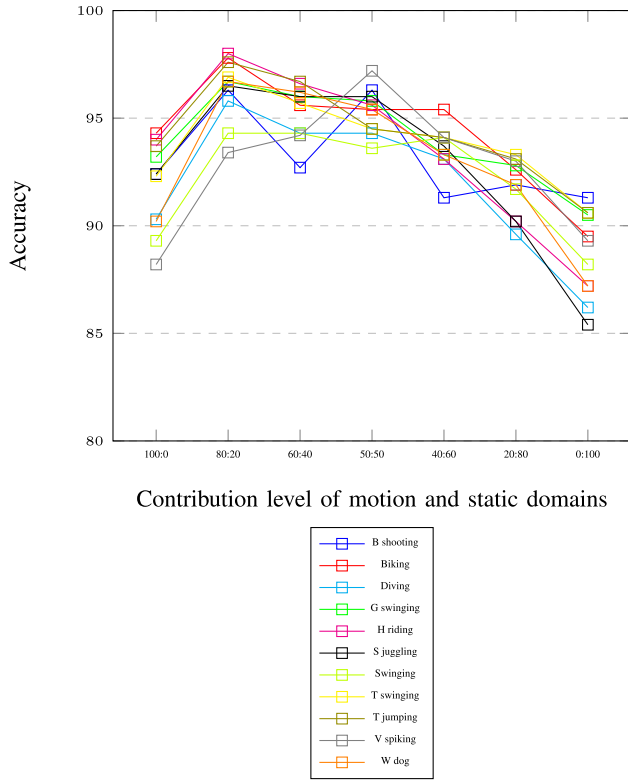 100
95
90
85
80
Accuracy
100:0 80:20 60:40 50:50 40:60 20:80 0:100
Contribution level of motion and static domains
B shooting
Biking
Diving
G swinging
H riding
S juggling
Swinging
T swinging
T jumping
V spiking
W dog